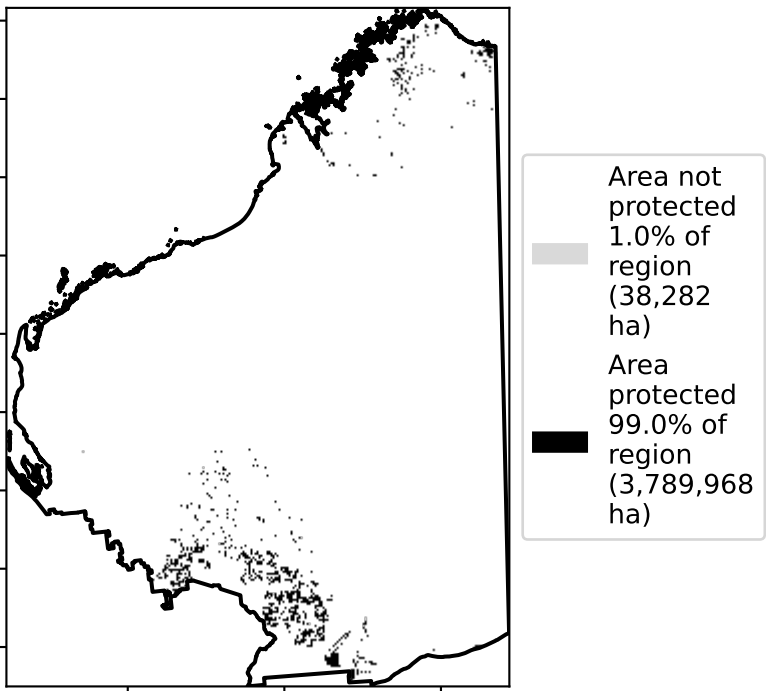 Area not
protected
1.0% of
region
(38,282
ha)
Area
protected
99.0% of
region
(3,789,968
ha)